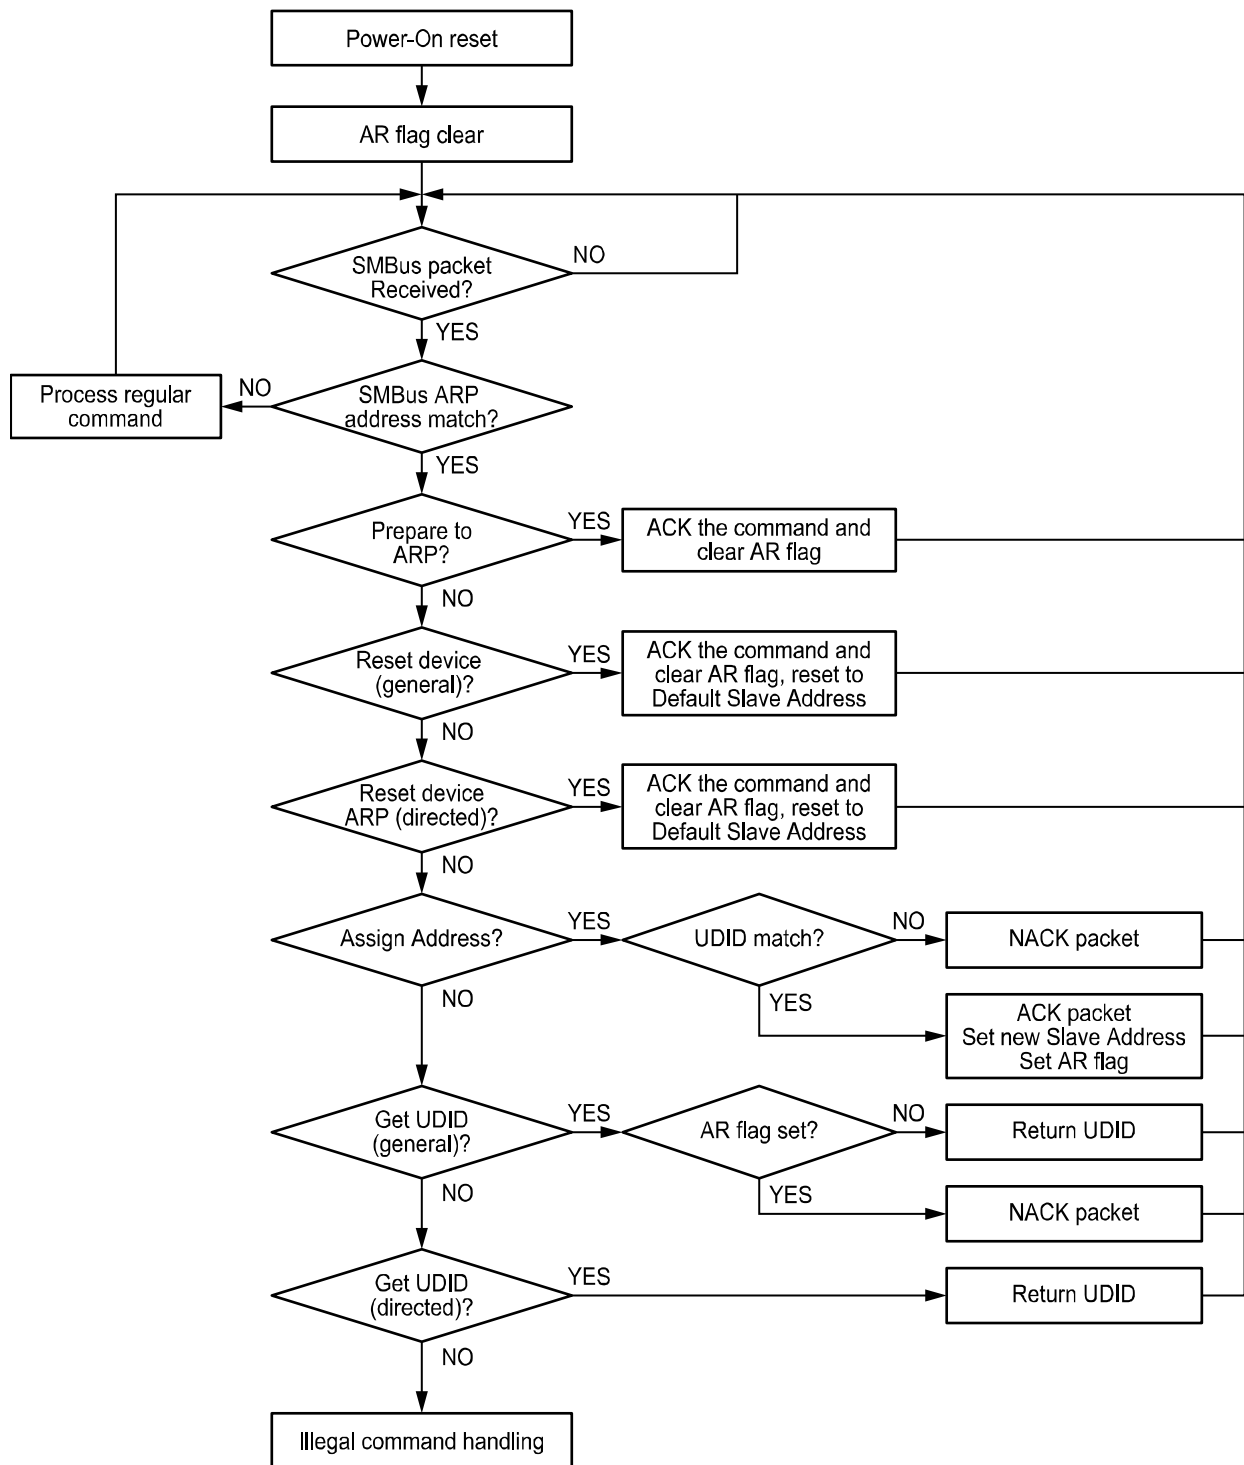 Power-On reset
AR flag clear
SMBus packet
Received?
NO
YES
Process regular
command
NO
SMBus ARP
address match?
YES
Prepare to
ARP?
YES
ACK the command and
clear AR flag
NO
Reset device
(general)?
YES
ACK the command and
clear AR flag, reset to
Default Slave Address
NO
Reset device
ARP (directed)?
YES
ACK the command and
clear AR flag, reset to
Default Slave Address
NO
Assign Address?
YES
UDID match?
NO
NACK packet
NO
YES
ACK packet
Set new Slave Address
Set AR flag
Get UDID
(general)?
YES
AR flag set?
NO
Return UDID
NO
YES
NACK packet
Get UDID
(directed)?
YES
Return UDID
NO
Illegal command handling